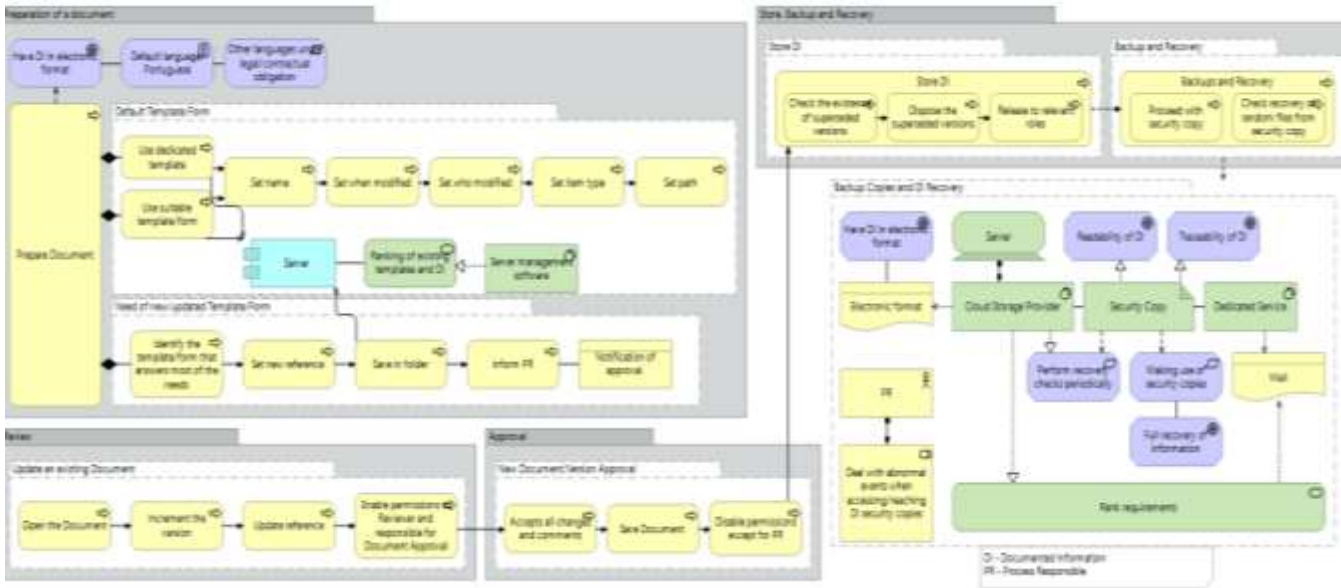 Preparation of a document
Have DI in electronic
format
Default language
Portuguese
Other languages
legal contractual
obligation
Default Template Form
Prepare Document
Use dedicated
template
Use suitable
template form
Set name
Set when modified
Set who modified
Set item type
Set path
Server
Ranking of existing
templates and DI
Server management
software
Need of new updated Template Form
Identify the
template form that
answers most of the
needs
Set new reference
Save in folder
Inform PR
Notification of
approval
Review
Update an existing Document
Open the Document
Increment the
version
Update reference
Enable permissions
Reviewer and
responsible for
Document Approval
Approval
New Document Version Approval
Accepts all changes
and comments
Save Document
Disable permissions
except for PR
Store, Backup and Recovery
Store DI
Store DI
Check the existence
of superseded
versions
Dispose the
superseded versions
Release to relevant
roles
Backup and Recovery
Backups and Recovery
Proceed with
security copy
Check recovery of
random files from
security copy
Backup Copies and DI Recovery
Have DI in electronic
format
Server
Readability of DI
Traceability of DI
Electronic format
Cloud Storage Provider
Security Copy
Dedicated Service
Perform recovery
checks periodically
Making use of
security copies
Full recovery of
information
PR
Deal with abnormal
events when
accessing/reaching
DI security copies
Rank requirements
DI - Documented Information
PR - Process Responsible